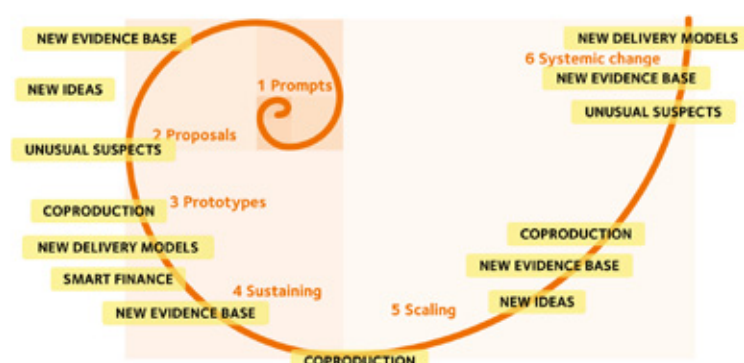 NEW EVIDENCE BASE
NEW DELIVERY MODELS
6 Systemic change
NEW EVIDENCE BASE
NEW IDEAS
1 Prompts
UNUSUAL SUSPECTS
2 Proposals
UNUSUAL SUSPECTS
3 Prototypes
COPRODUCTION
COPRODUCTION
NEW DELIVERY MODELS
NEW EVIDENCE BASE
SMART FINANCE
4 Sustaining
NEW IDEAS
NEW EVIDENCE BASE
5 Scaling
COPRODUCTION